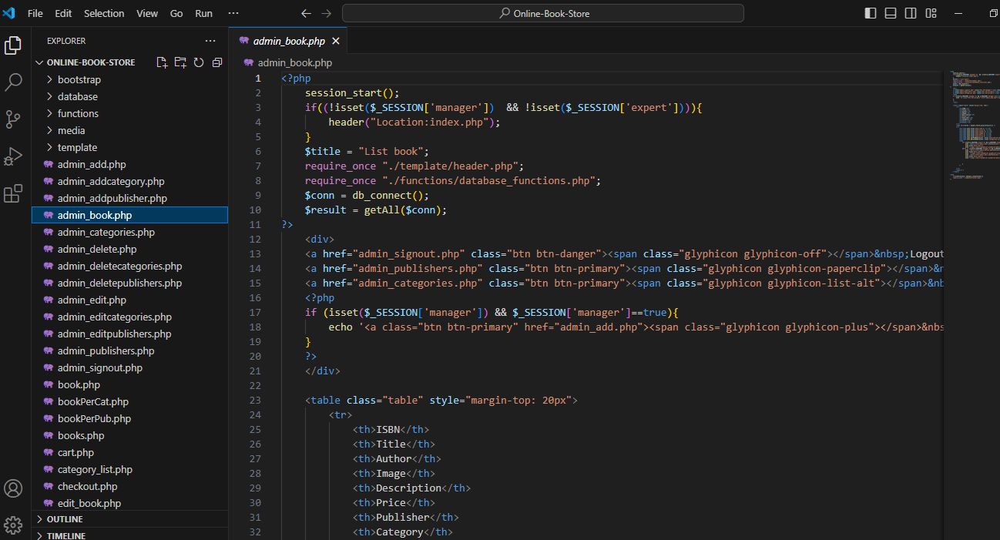 File Edit Selection View Go Run ···
Online-Book-Store
EXPLORER
ONLINE-BOOK-STORE
bootstrap
database
functions
media
template
admin_add.php
admin_addcategory.php
admin_addpublisher.php
admin_book.php
admin_categories.php
admin_delete.php
admin_deletecategories.php
admin_deletepublishers.php
admin_edit.php
admin_editcategories.php
admin_editpublishers.php
admin_publishers.php
admin_signout.php
book.php
bookPerCat.php
bookPerPub.php
books.php
cart.php
category_list.php
checkout.php
edit_book.php
OUTLINE
TIMELINE
admin_book.php
admin_book.php
1 <?php
2 session_start();
3 if((!isset($_SESSION['manager'])  && !isset($_SESSION['expert']))){
4 header("Location:index.php");
5 }
6 $title = "List book";
7 require_once "./template/header.php";
8 require_once "./functions/database_functions.php";
9 $conn = db_connect();
10 $result = getAll($conn);
11 ?>
12 <div>
13 <a href="admin_signout.php" class="btn btn-danger"><span class="glyphicon glyphicon-off"></span>&nbsp;Logout
14 <a href="admin_publishers.php" class="btn btn-primary"><span class="glyphicon glyphicon-paperclip"></span>&n
15 <a href="admin_categories.php" class="btn btn-primary"><span class="glyphicon glyphicon-list-alt"></span>&nb
16 <?php
17 if (isset($_SESSION['manager']) && $_SESSION['manager']==true){
18 echo '<a class="btn btn-primary" href="admin_add.php"><span class="glyphicon glyphicon-plus"></span>&nbs
19 }
20 ?>
21 </div>
22
23 <table class="table" style="margin-top: 20px">
24 <tr>
25 <th>ISBN</th>
26 <th>Title</th>
27 <th>Author</th>
28 <th>Image</th>
29 <th>Description</th>
30 <th>Price</th>
31 <th>Publisher</th>
32 <th>Category</th>